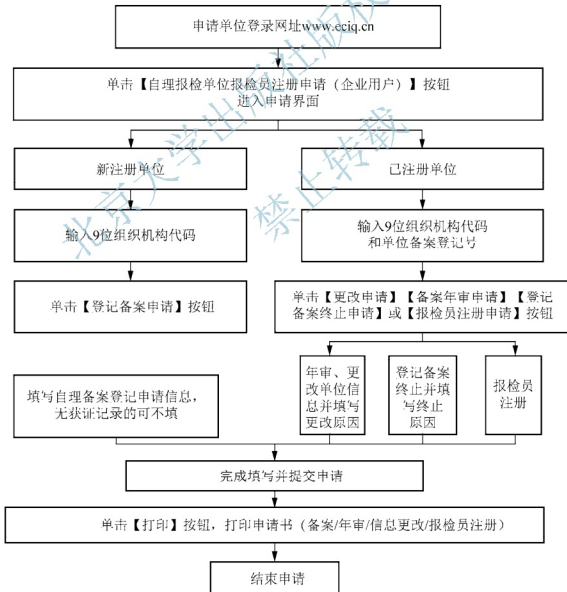 申请单位登录网址www.eciq.cn
单击【自理报检单位报检员注册申请（企业用户）】按钮
进入申请界面
新注册单位
已注册单位
输入9位组织机构代码
输入9位组织机构代码
和单位备案登记号
单击【登记备案申请】按钮
单击【更改申请】【备案年审申请】【登记
备案终止申请】或【报检员注册申请】按钮
填写自理备案登记申请信息，
无获证记录的可不填
年审、更
改单位信
息并填写
更改原因
登记备案
终止并填
写终止
原因
报检员
注册
完成填写并提交申请
单击【打印】按钮，打印申请书（备案/年审/信息更改/报检员注册）
结束申请
北京大学出版社版权
禁止转载